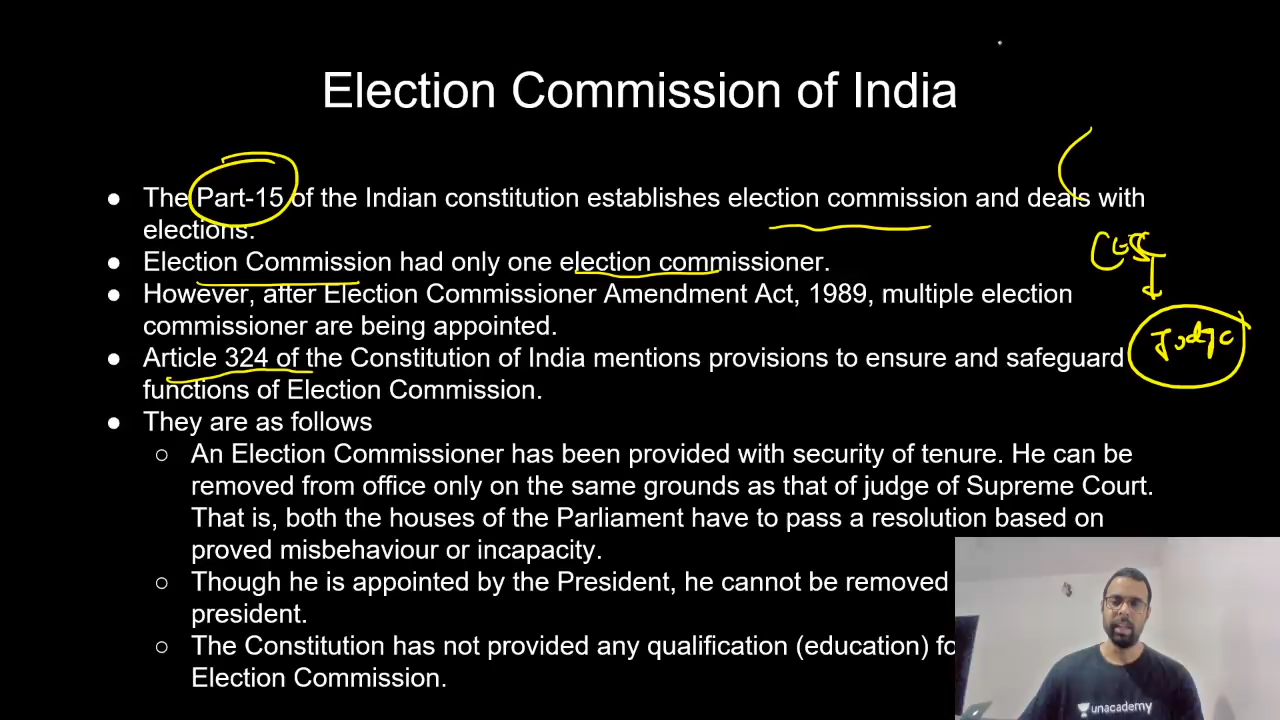 Election Commission of India
● The Part-15 of the Indian constitution establishes election commission and deals with
elections.
● Election Commission had only one election commissioner.
● However, after Election Commissioner Amendment Act, 1989, multiple election
commissioner are being appointed.
● Article 324 of the Constitution of India mentions provisions to ensure and safeguard
functions of Election Commission.
● They are as follows
○ An Election Commissioner has been provided with security of tenure. He can be
removed from office only on the same grounds as that of judge of Supreme Court.
That is, both the houses of the Parliament have to pass a resolution based on
proved misbehaviour or incapacity.
○ Though he is appointed by the President, he cannot be removed
president.
○ The Constitution has not provided any qualification (education)
Election Commission.
Judge
unacademy